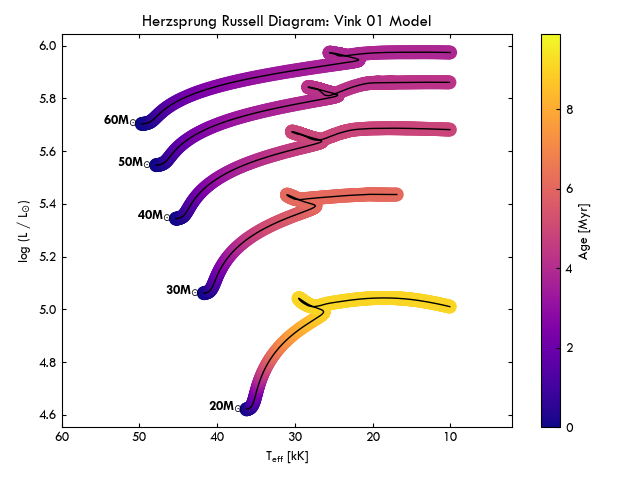 Herzsprung Russell Diagram: Vink 01 Model
log (L / L☉)
6.0
5.8
5.6
5.4
5.2
5.0
4.8
4.6
60M☉
50M☉
40M☉
30M☉
20M☉
60
50
40
30
20
10
T_eff [kK]
8
6
4
2
0
Age [Myr]